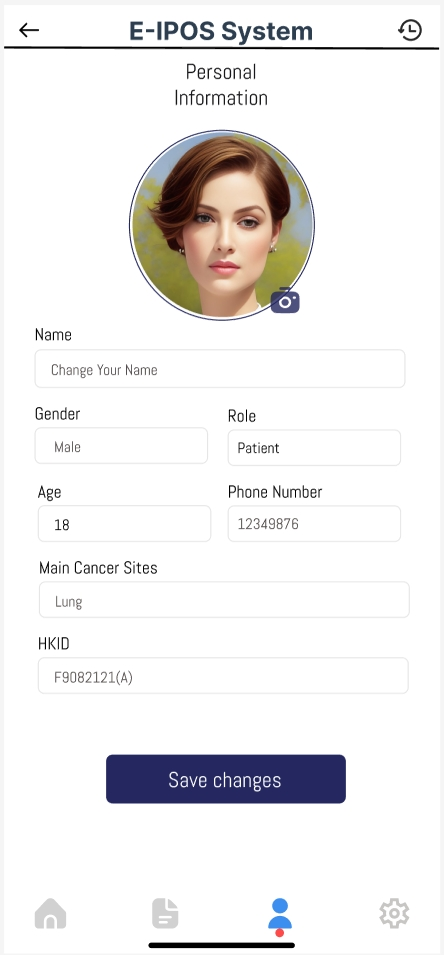 E-IPOS System
Personal
Information
Name
Change Your Name
Gender
Role
Male
Patient
Age
Phone Number
18
12349876
Main Cancer Sites
Lung
HKID
F9082121(A)
Save changes